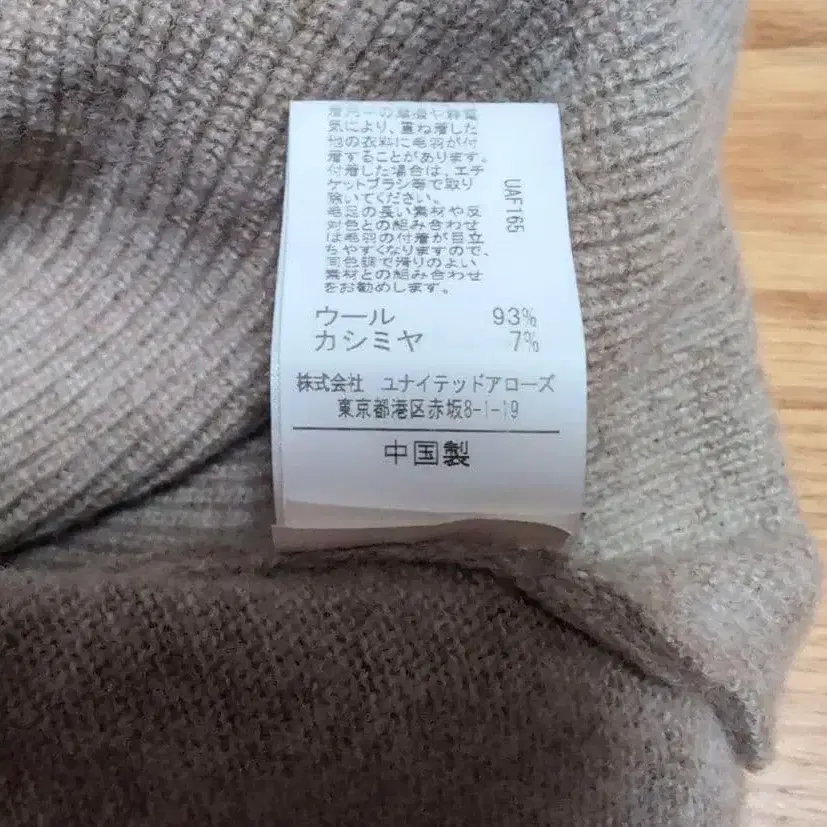 着用中の摩擦や静電
気により、重ね着した
他の衣料に毛羽が付
着することがあります。
付着した場合は、エチ
ケットブラシ等で取り
除いてください。
毛足の長い素材や反
対色との組み合わせ
は毛羽の付着が目立
ちやすくなりますので、
同色調で滑りのよい
素材との組み合わせ
をお勧めします。
UAF165
ウール 93%
カシミヤ 7%
株式会社 ユナイテッドアローズ
東京都港区赤坂8-1-19
中国製